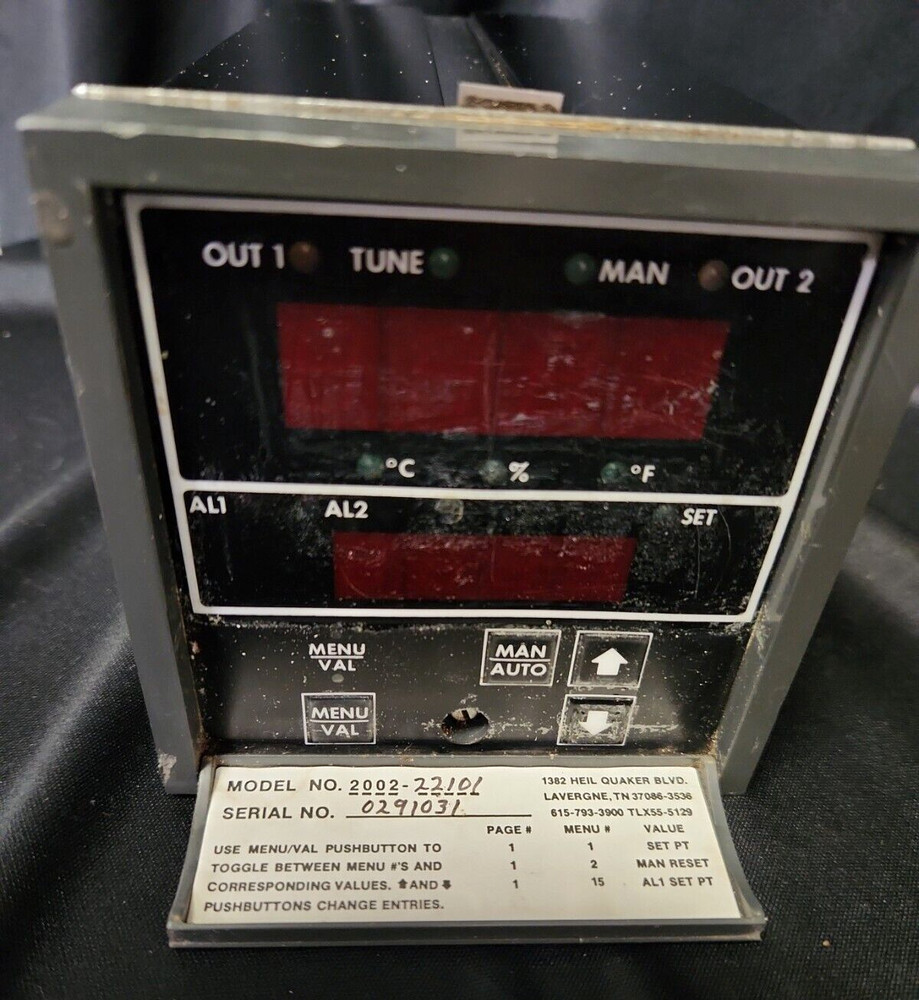 OUT 1 TUNE MAN OUT 2
°C % °F
AL1 AL2 SET
MENU
VAL
MAN
AUTO
MENU
VAL
MODEL NO. 2002-22101
SERIAL NO. 0291031
1382 HEIL QUAKER BLVD.
LAVERGNE, TN 37086-3536
615-793-3900 TLX55-5129
PAGE # MENU # VALUE
USE MENU/VAL PUSHBUTTON TO 1 1 SET PT
TOGGLE BETWEEN MENU #'S AND 1 2 MAN RESET
CORRESPONDING VALUES. ⬆AND⬇ 1 15 AL1 SET PT
PUSHBUTTONS CHANGE ENTRIES.